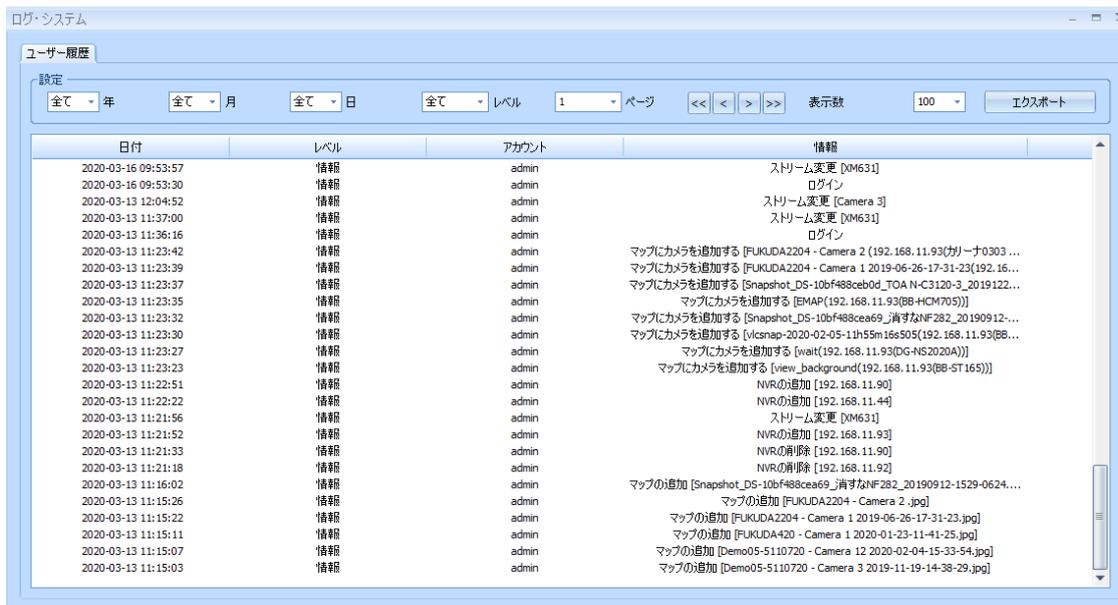 ログ・システム
ユーザー履歴
設定
全て 年 全て 月 全て 日 全て レベル 1 ページ << < > >> 表示数 100 エクスポート
日付 レベル アカウント 情報
2020-03-16 09:53:57 情報 admin ストリーム変更 [XM631]
2020-03-16 09:53:30 情報 admin ログイン
2020-03-13 12:04:52 情報 admin ストリーム変更 [Camera 3]
2020-03-13 11:37:00 情報 admin ストリーム変更 [XM631]
2020-03-13 11:36:16 情報 admin ログイン
2020-03-13 11:23:42 情報 admin マップにカメラを追加する [FUKUDA2204 - Camera 2 (192.168.11.93(カリーナ0303 ...
2020-03-13 11:23:39 情報 admin マップにカメラを追加する [FUKUDA2204 - Camera 1 2019-06-26-17-31-23(192.16...
2020-03-13 11:23:37 情報 admin マップにカメラを追加する [Snapshot_DS-10bf488ceb0d_TOA N-C3120-3_2019122...
2020-03-13 11:23:35 情報 admin マップにカメラを追加する [EMAP(192.168.11.93(BB-HCM705))]
2020-03-13 11:23:32 情報 admin マップにカメラを追加する [Snapshot_DS-10bf488cea69_消すなNF282_20190912-...
2020-03-13 11:23:30 情報 admin マップにカメラを追加する [vlcsnap-2020-02-05-11h55m16s505(192.168.11.93(BB...
2020-03-13 11:23:27 情報 admin マップにカメラを追加する [wait(192.168.11.93(DG-NS2020A))]
2020-03-13 11:23:23 情報 admin マップにカメラを追加する [view_background(192.168.11.93(BB-ST165))]
2020-03-13 11:22:51 情報 admin NVRの追加 [192.168.11.90]
2020-03-13 11:22:22 情報 admin NVRの追加 [192.168.11.44]
2020-03-13 11:21:56 情報 admin ストリーム変更 [XM631]
2020-03-13 11:21:52 情報 admin NVRの追加 [192.168.11.93]
2020-03-13 11:21:33 情報 admin NVRの削除 [192.168.11.90]
2020-03-13 11:21:18 情報 admin NVRの削除 [192.168.11.92]
2020-03-13 11:16:02 情報 admin マップの追加 [Snapshot_DS-10bf488cea69_消すなNF282_20190912-1529-0624....
2020-03-13 11:15:26 情報 admin マップの追加 [FUKUDA2204 - Camera 2 .jpg]
2020-03-13 11:15:22 情報 admin マップの追加 [FUKUDA2204 - Camera 1 2019-06-26-17-31-23.jpg]
2020-03-13 11:15:11 情報 admin マップの追加 [FUKUDA420 - Camera 1 2020-01-23-11-41-25.jpg]
2020-03-13 11:15:07 情報 admin マップの追加 [Demo05-5110720 - Camera 12 2020-02-04-15-33-54.jpg]
2020-03-13 11:15:03 情報 admin マップの追加 [Demo05-5110720 - Camera 3 2019-11-19-14-38-29.jpg]